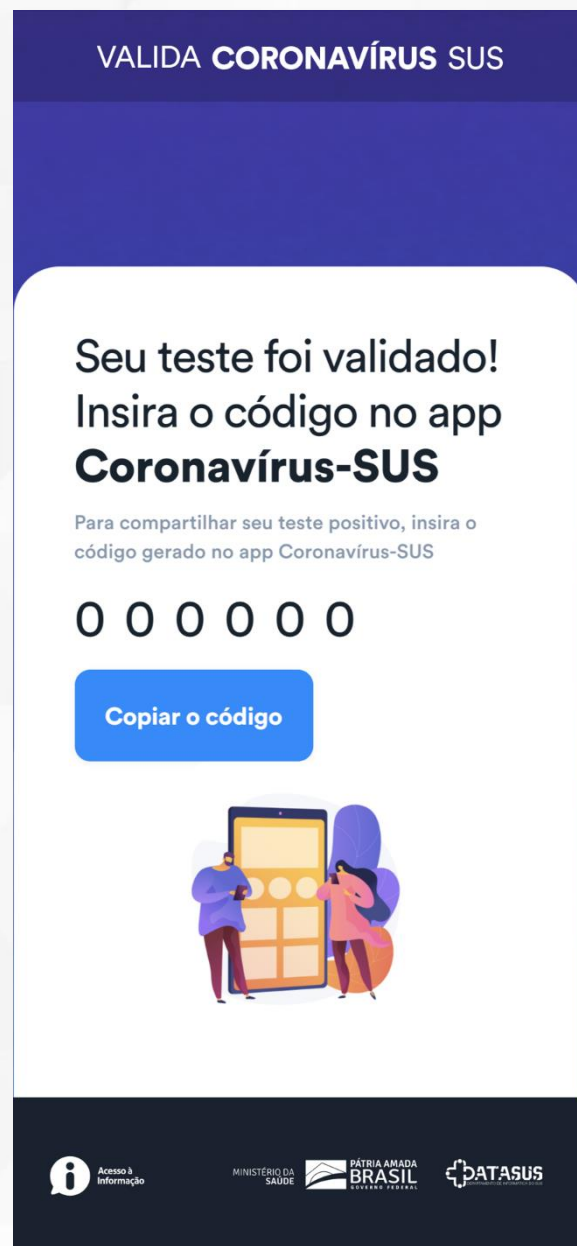 VALIDA CORONAVÍRUS SUS
Seu teste foi validado!
Insira o código no app
Coronavírus-SUS
Para compartilhar seu teste positivo, insira o
código gerado no app Coronavírus-SUS
0 0 0 0 0 0
Copiar o código
Acesso à
Informação
MINISTÉRIO DA
SAÚDE
PÁTRIA AMADA
BRASIL
GOVERNO FEDERAL
DATASUS